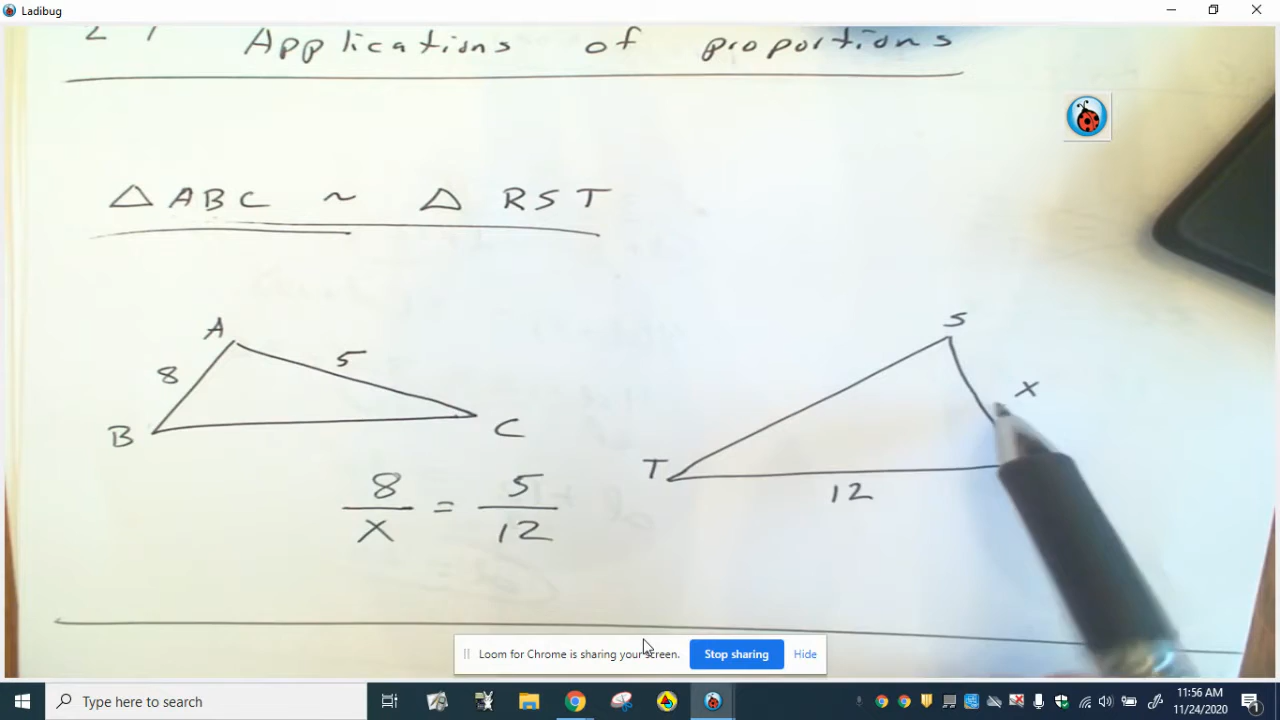 Ladibug
Applications of proportions
△ ABC ~ △ RST
A
S
8
5
x
B
C
T
12
8/x = 5/12
Loom for Chrome is sharing your screen.
Stop sharing
Hide
Type here to search
11:56 AM
11/24/2020
1